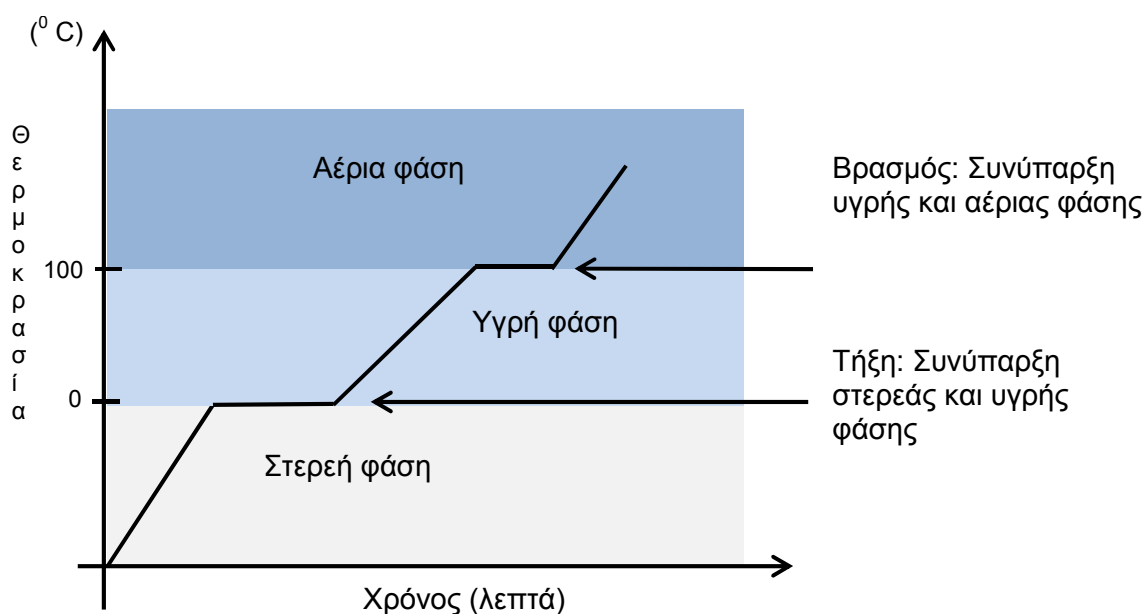 (⁰ C)
Θερμοκρασία
Αέρια φάση
Βρασμός: Συνύπαρξη
υγρής και αέριας φάσης
100
Υγρή φάση
Τήξη: Συνύπαρξη
στερεάς και υγρής
φάσης
0
Στερεή φάση
Χρόνος (λεπτά)